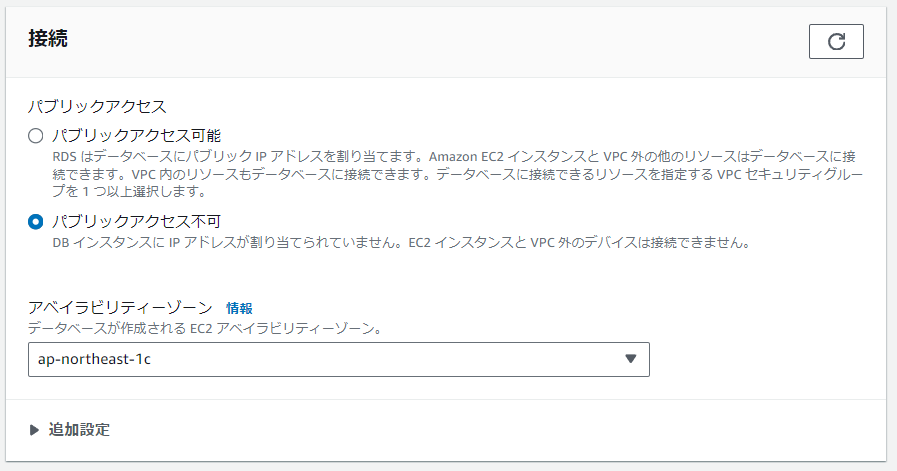 接続
パブリックアクセス
パブリックアクセス可能
RDS はデータベースにパブリック IP アドレスを割り当てます。Amazon EC2 インスタンスと VPC 外の他のリソースはデータベースに接
続できます。VPC 内のリソースもデータベースに接続できます。データベースに接続できるリソースを指定する VPC セキュリティグルー
プを 1 つ以上選択します。
パブリックアクセス不可
DB インスタンスに IP アドレスが割り当てられていません。EC2 インスタンスと VPC 外のデバイスは接続できません。
アベイラビリティーゾーン 情報
データベースが作成される EC2 アベイラビリティーゾーン。
ap-northeast-1c
追加設定